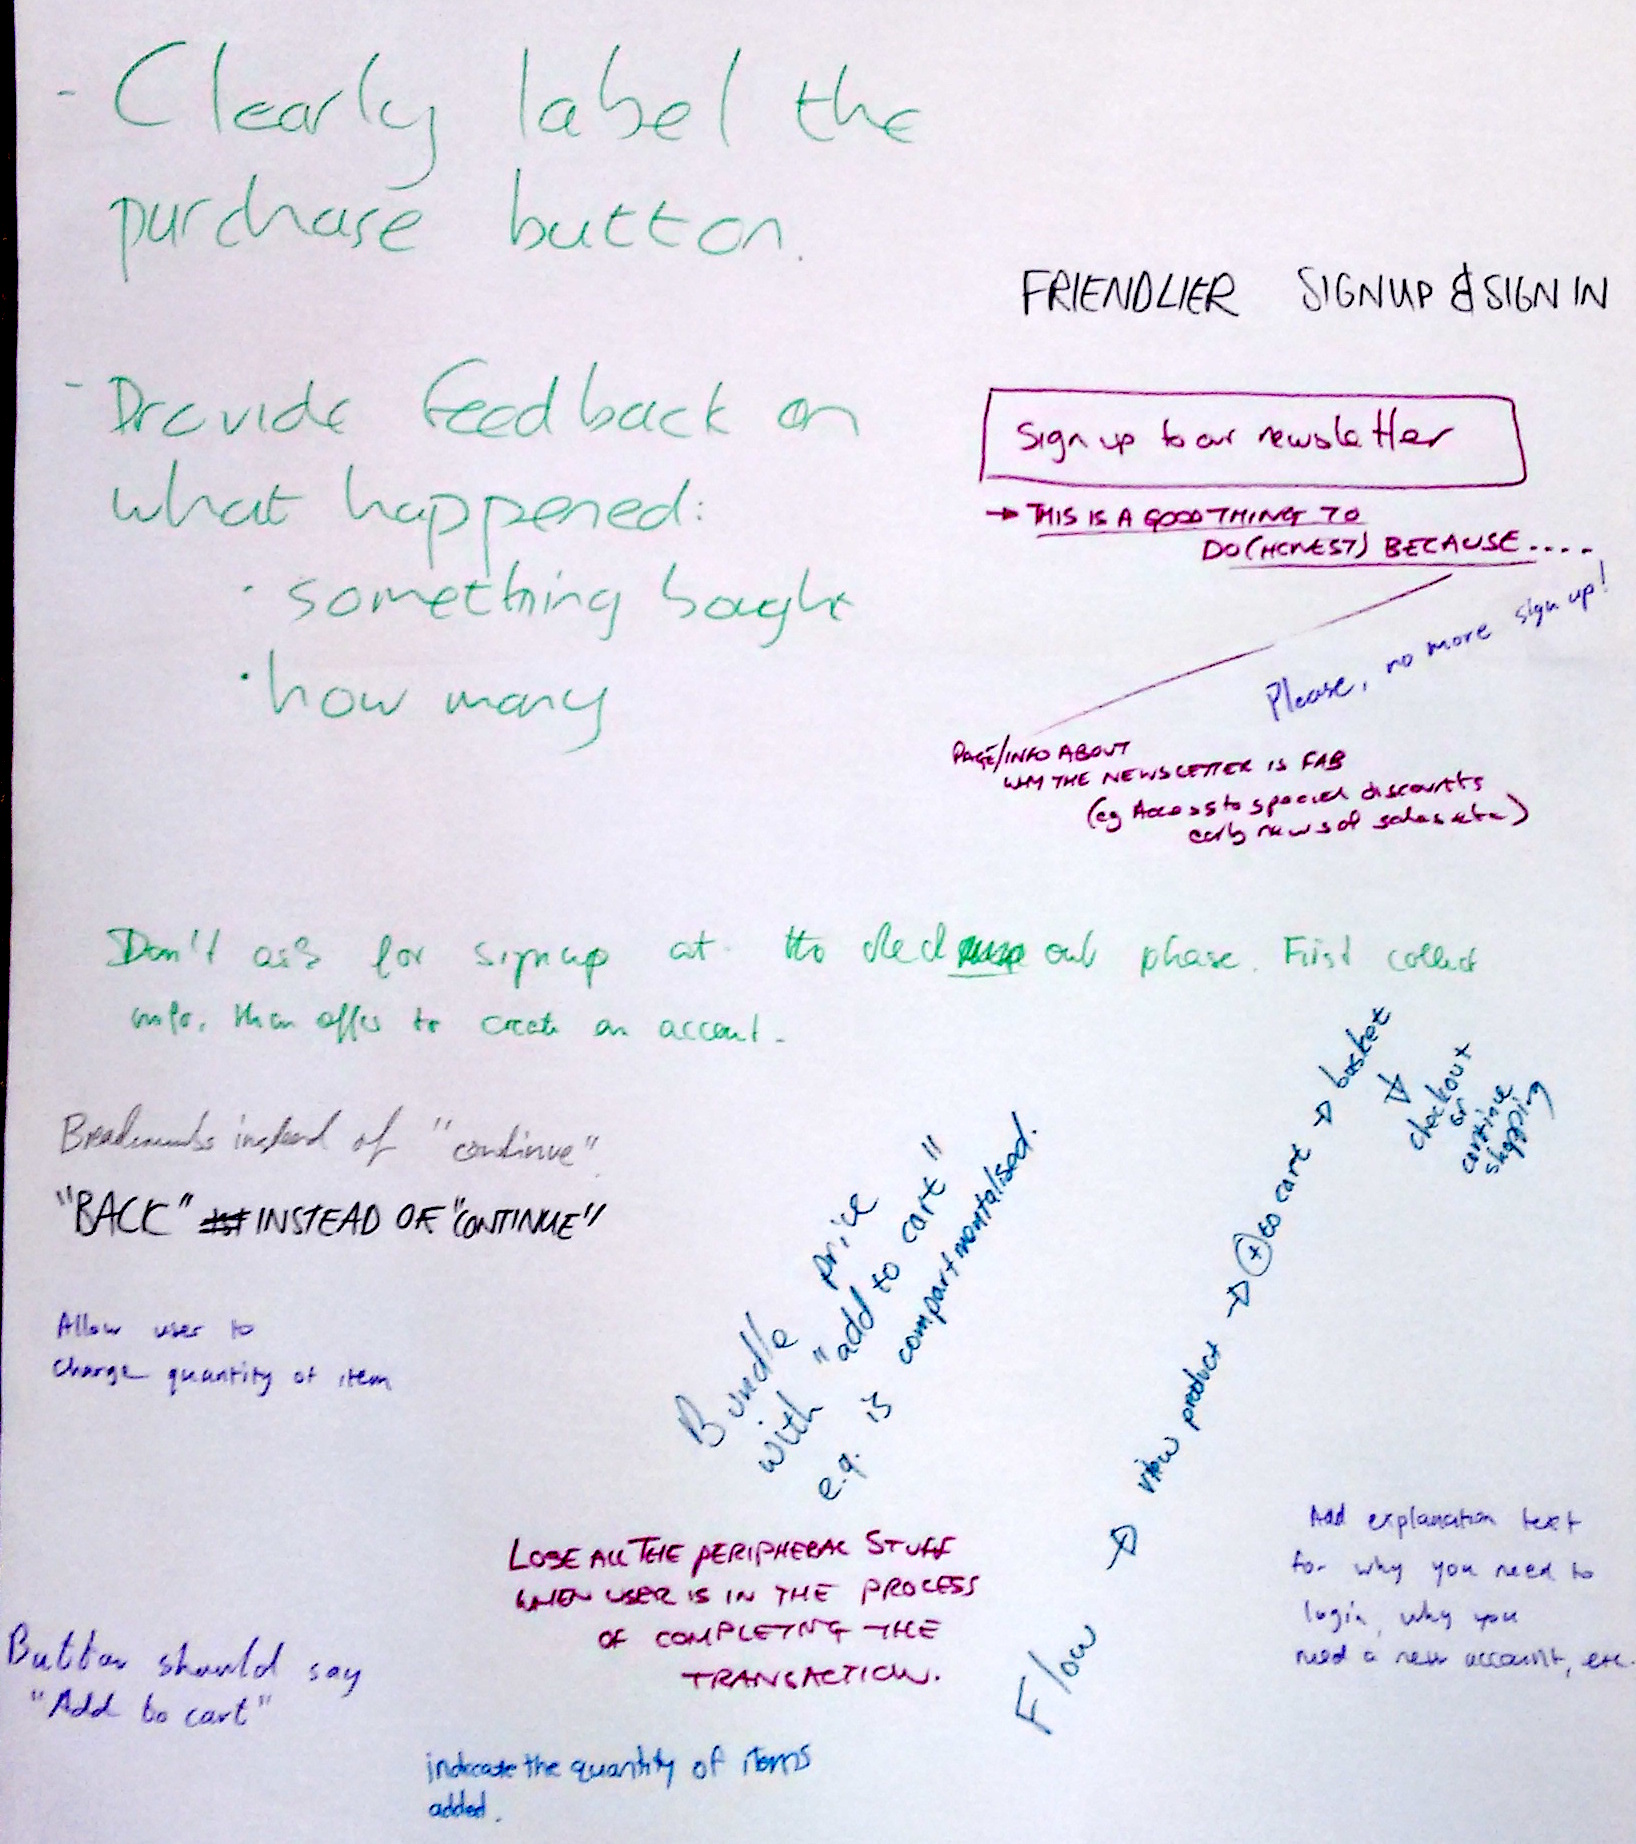 - Clearly label the
purchase button.
FRIENDLIER SIGNUP & SIGN IN
- Provide feedback on
what happened:
· something bought
· how many
Sign up to our newsletter
→ THIS IS A GOOD THING TO
DO (HONEST) BECAUSE ....
Please, no more sign up!
PAGE/INFO ABOUT
WHY THE NEWSLETTER IS FAB
(eg Access to special discounts
early news of sales etc)
Don't ask for signup at the check out phase. First collect
info, then offer to create an account.
Breadcrumbs instead of "continue"
"BACK" INSTEAD OF "CONTINUE"
Allow user to
change quantity of item
Bundle price
with "add to cart"
e.g. is compartmentalised.
Flow → view product → + to cart → basket
→ checkout
or
continue
shopping
LOSE ALL THE PERIPHERAL STUFF
WHEN USER IS IN THE PROCESS
OF COMPLETING THE
TRANSACTION.
Add explanation text
for why you need to
login, why you
need a new account, etc.
Button should say
"Add to cart"
indicate the quantity of items
added.